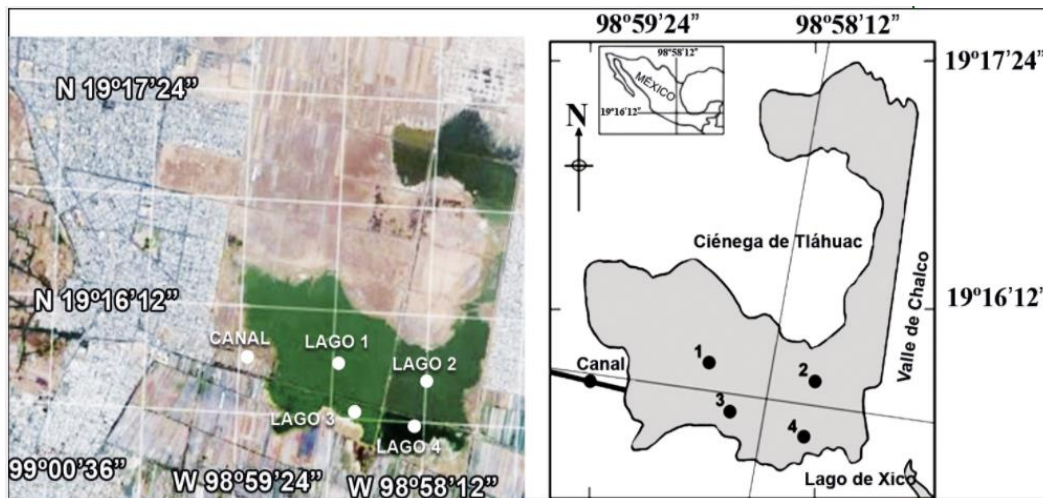 N 19º17’24”
N 19º16’12”
CANAL
LAGO 1
LAGO 2
LAGO 3
LAGO 4
99º00’36”
W 98º59’24”
W 98º58’12”
98º59’24”
98º58’12”
98º58’12”
MÉXICO
19º16’12”
N
19º17’24”
Ciénega de Tláhuac
Valle de Chalco
19º16’12”
1
Canal
2
3
4
Lago de Xico